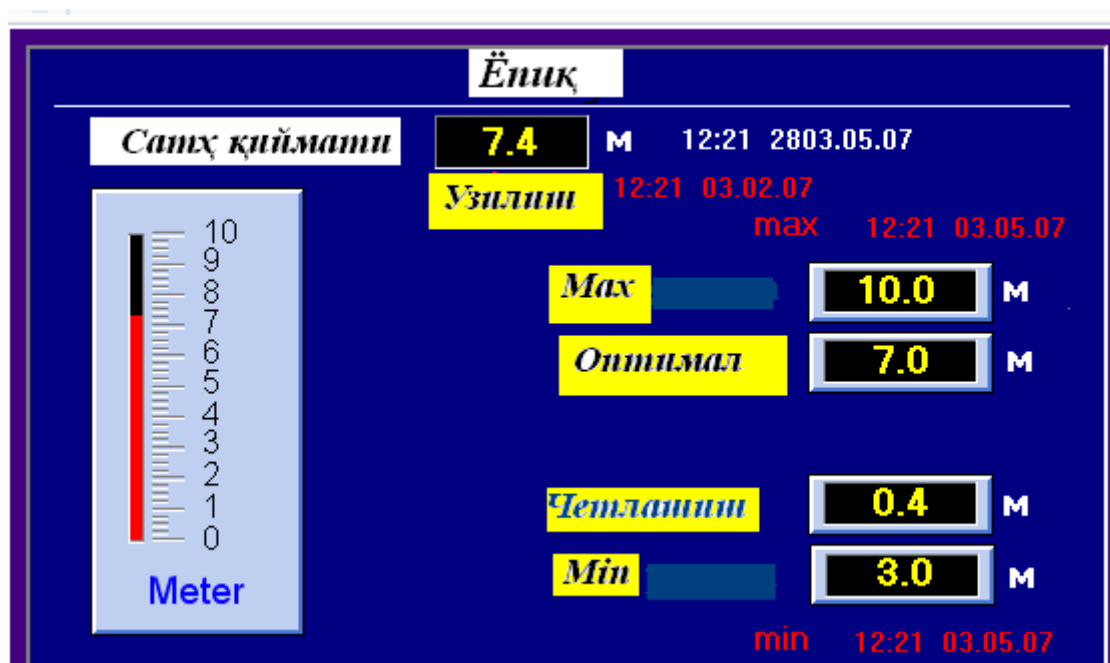 Ёпиқ
Сатҳ қиймати 7.4 м 12:21 2803.05.07
Узилиш 12:21 03.02.07
max 12:21 03.05.07
10
9
8
7
6
5
4
3
2
1
0
Meter
Max 10.0 м
Оптимал 7.0 м
Четлашиш 0.4 м
Min 3.0 м
min 12:21 03.05.07